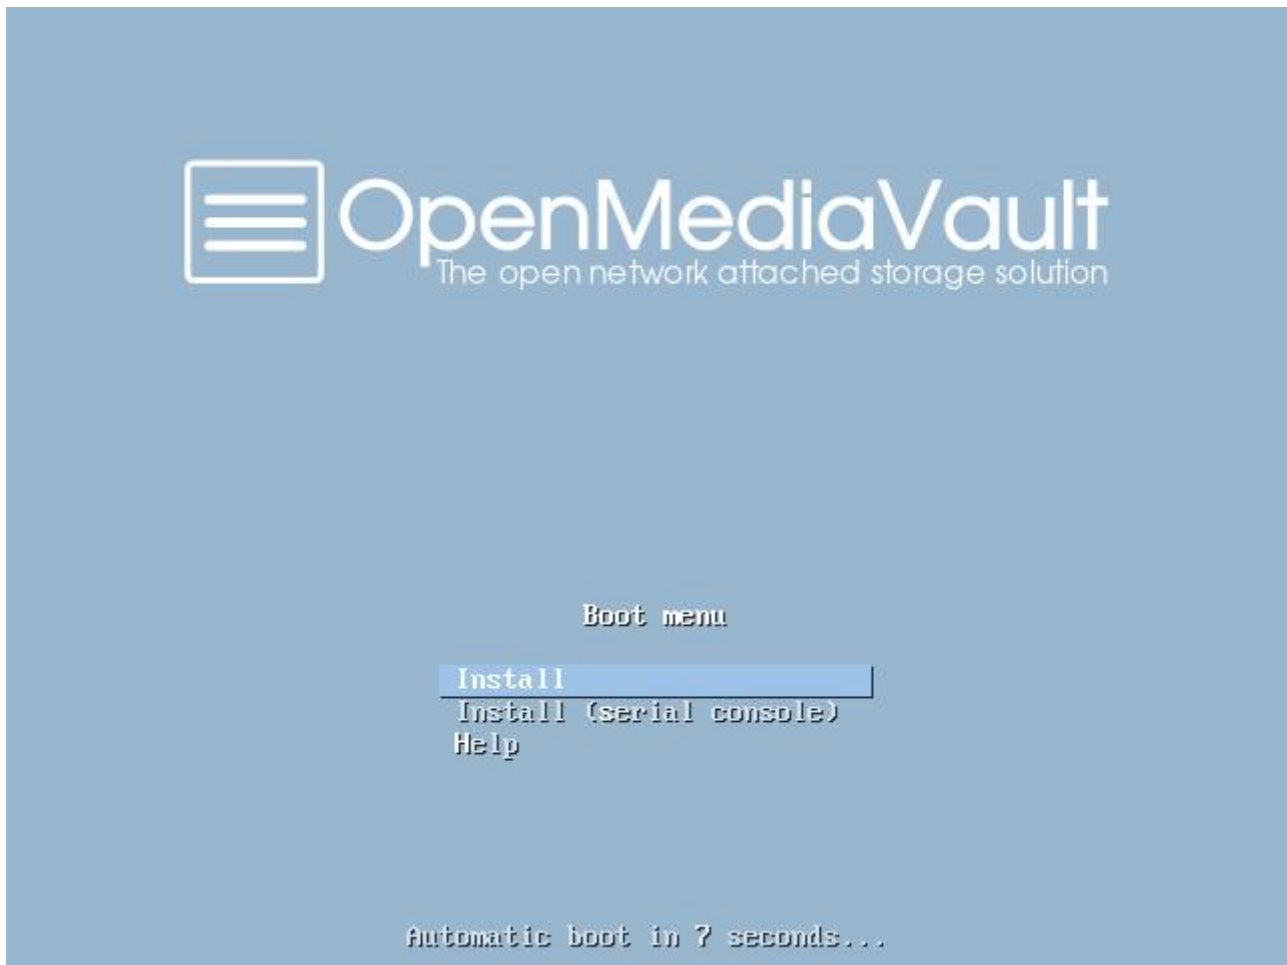 OpenMediaVault
The open network attached storage solution
Boot menu
Install
Install (serial console)
Help
Automatic boot in 7 seconds...